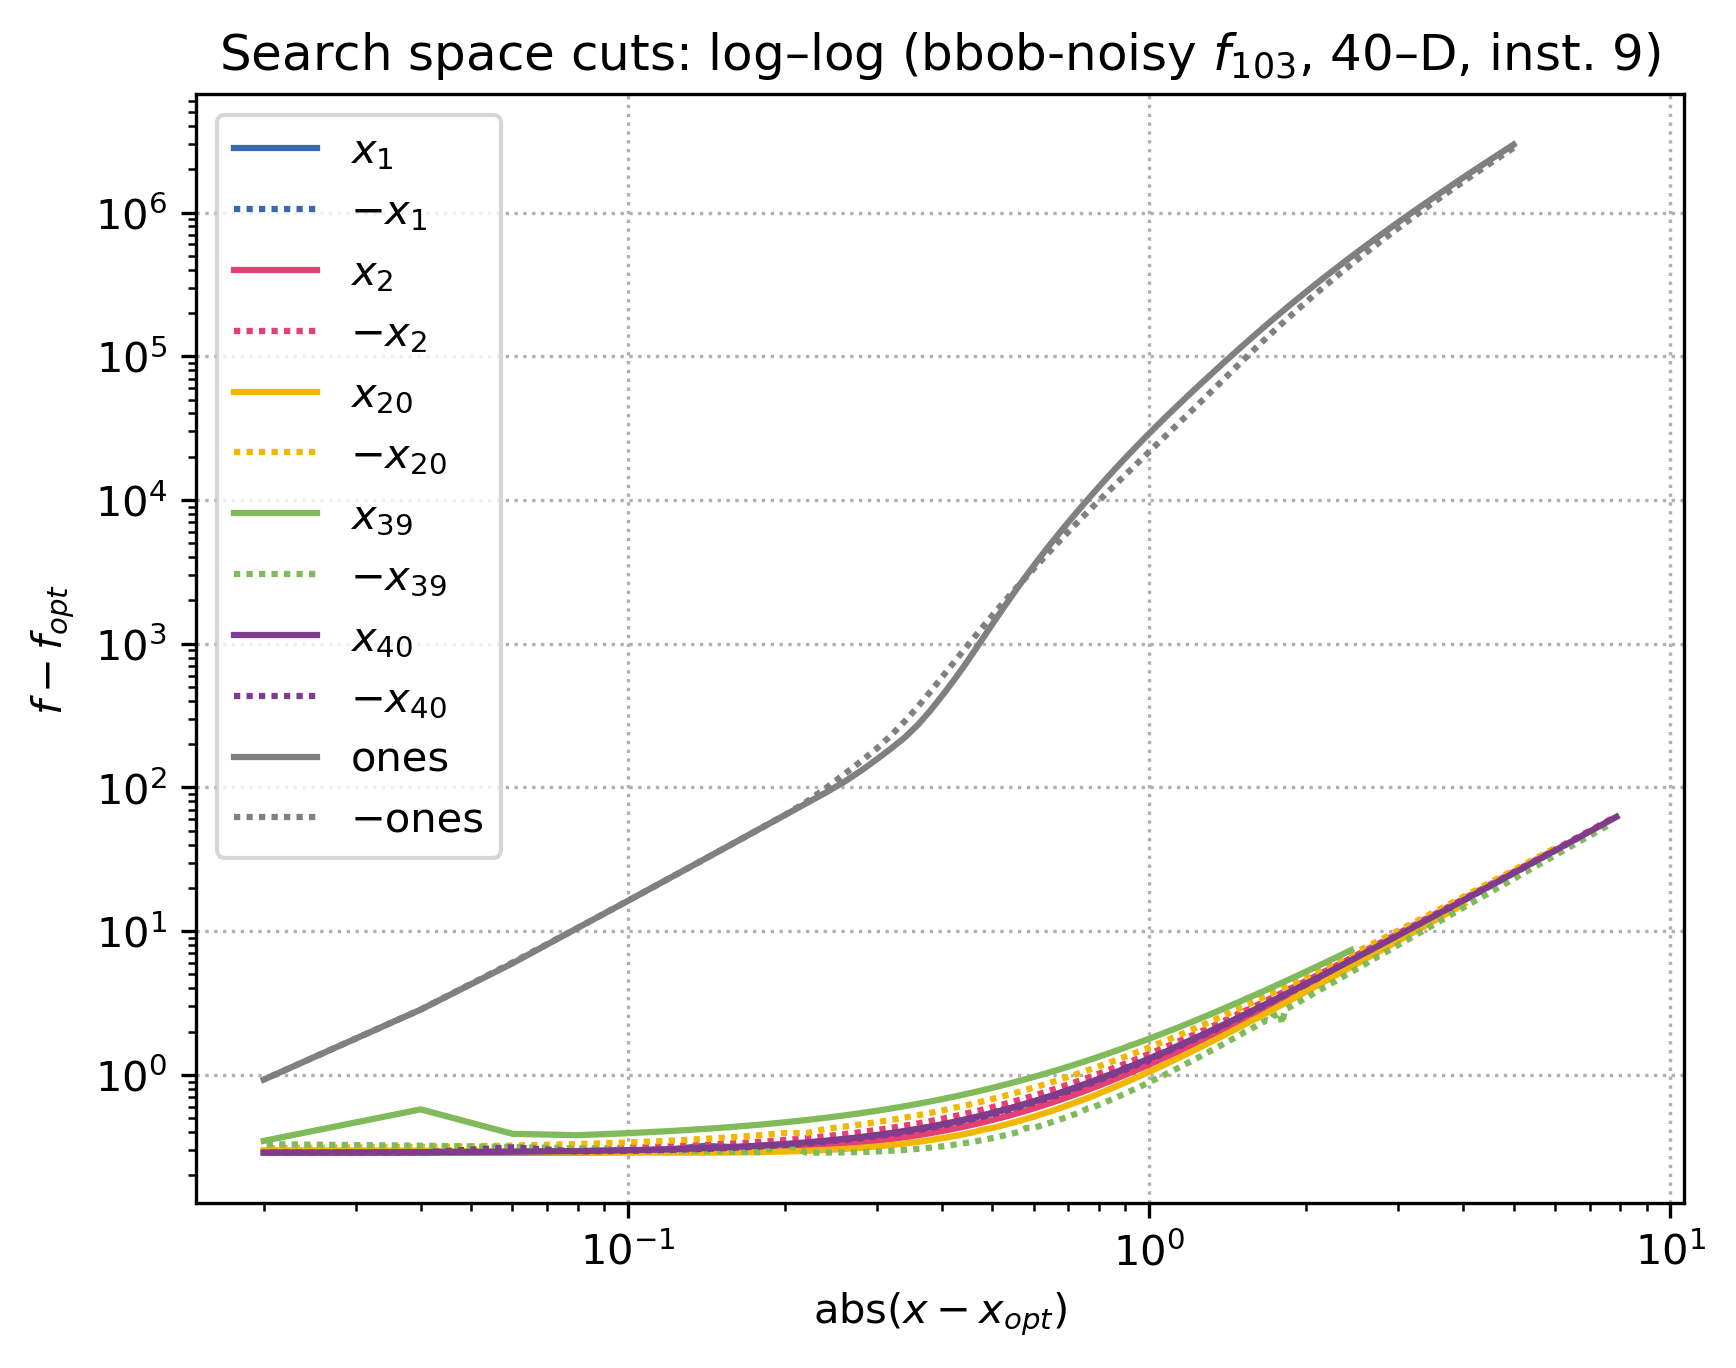 Search space cuts: log–log (bbob-noisy f103, 40–D, inst. 9)
x1
−x1
x2
−x2
x20
−x20
x39
−x39
x40
−x40
ones
−ones
10^6
10^5
10^4
10^3
10^2
10^1
10^0
f − fopt
10^−1
10^0
10^1
abs(x − xopt)